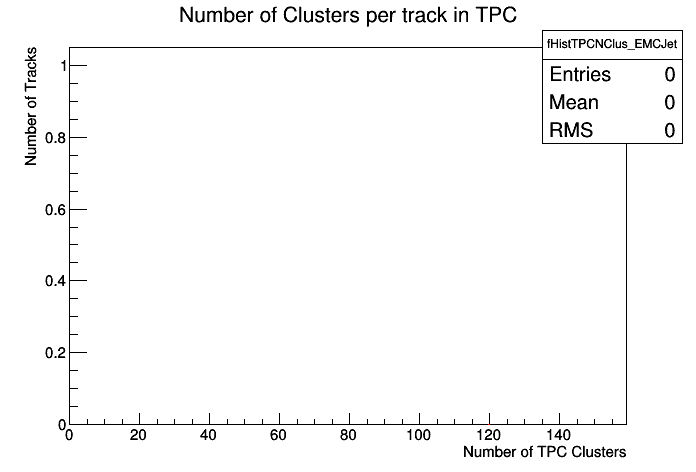 Number of Clusters per track in TPC
fHistTPCNClus_EMCJet
Entries 0
Mean 0
RMS 0
Number of Tracks
1
0.8
0.6
0.4
0.2
0
0 20 40 60 80 100 120 140
Number of TPC Clusters